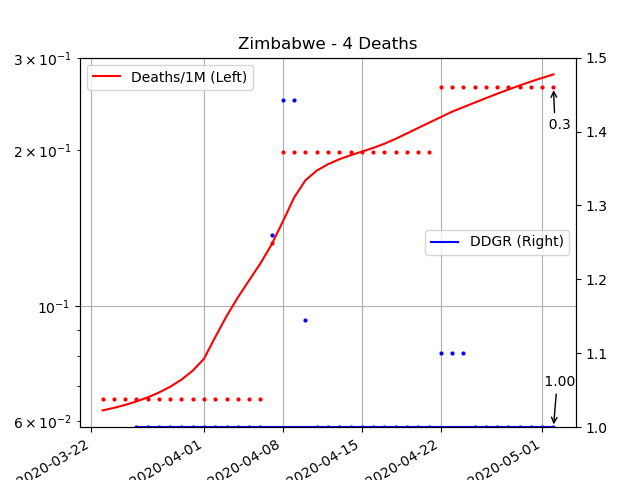 Zimbabwe - 4 Deaths
3 × 10⁻¹
2 × 10⁻¹
10⁻¹
6 × 10⁻²
Deaths/1M (Left)
0.3
DDGR (Right)
1.00
1.5
1.4
1.3
1.2
1.1
1.0
2020-03-22
2020-04-01
2020-04-08
2020-04-15
2020-04-22
2020-05-01